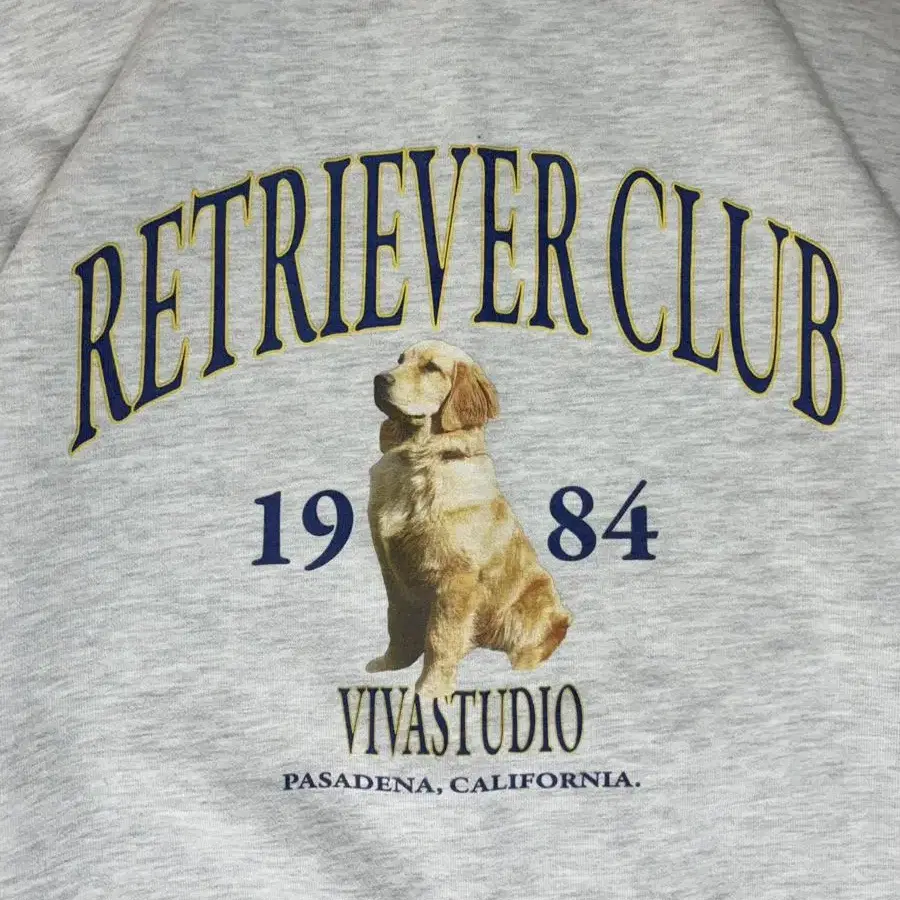 RETRIEVER CLUB
19 84
VIVASTUDIO
PASADENA, CALIFORNIA.